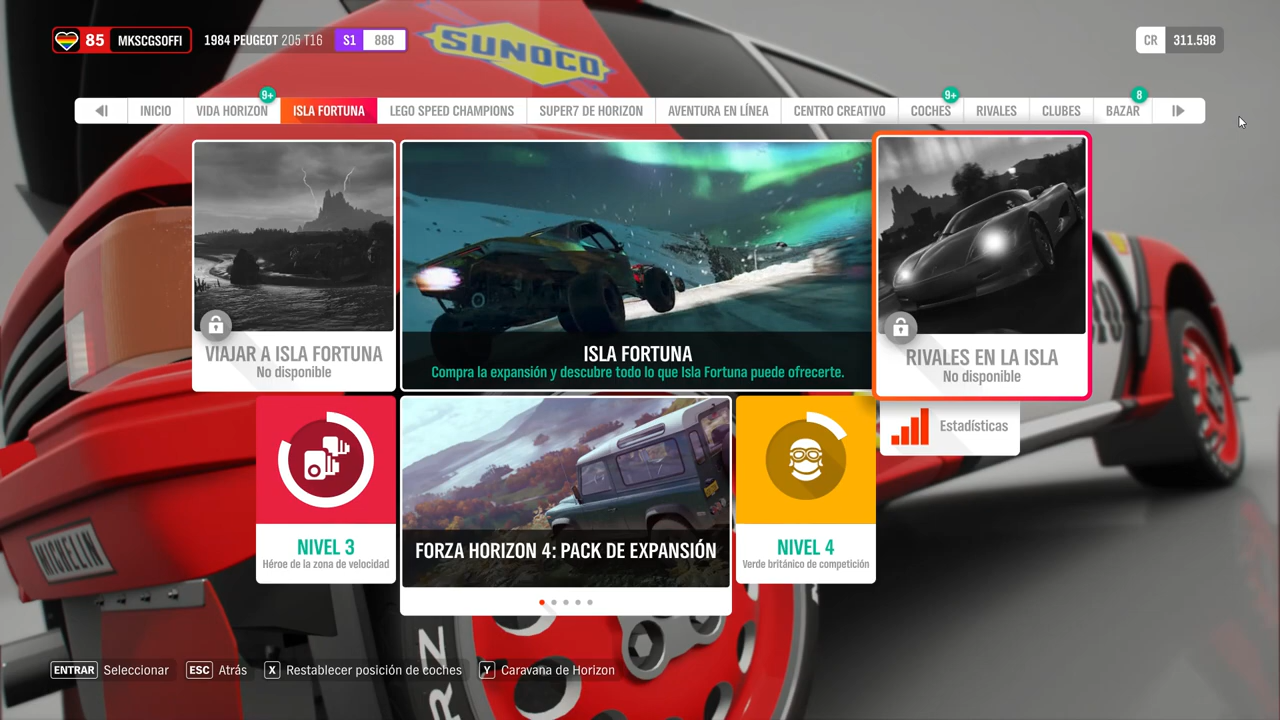 85 MKSCGSOFFI 1984 PEUGEOT 205 T16 S1 888 CR 311.598
SUNOCO
INICIO VIDA HORIZON 9+ ISLA FORTUNA LEGO SPEED CHAMPIONS SUPER7 DE HORIZON AVENTURA EN LÍNEA CENTRO CREATIVO COCHES 9+ RIVALES CLUBES BAZAR 8
VIAJAR A ISLA FORTUNA
No disponible
ISLA FORTUNA
Compra la expansión y descubre todo lo que Isla Fortuna puede ofrecerte.
RIVALES EN LA ISLA
No disponible
Estadísticas
NIVEL 3
Héroe de la zona de velocidad
FORZA HORIZON 4: PACK DE EXPANSIÓN
NIVEL 4
Verde británico de competición
MICHELIN
ENTRAR Seleccionar ESC Atrás X Restablecer posición de coches Y Caravana de Horizon